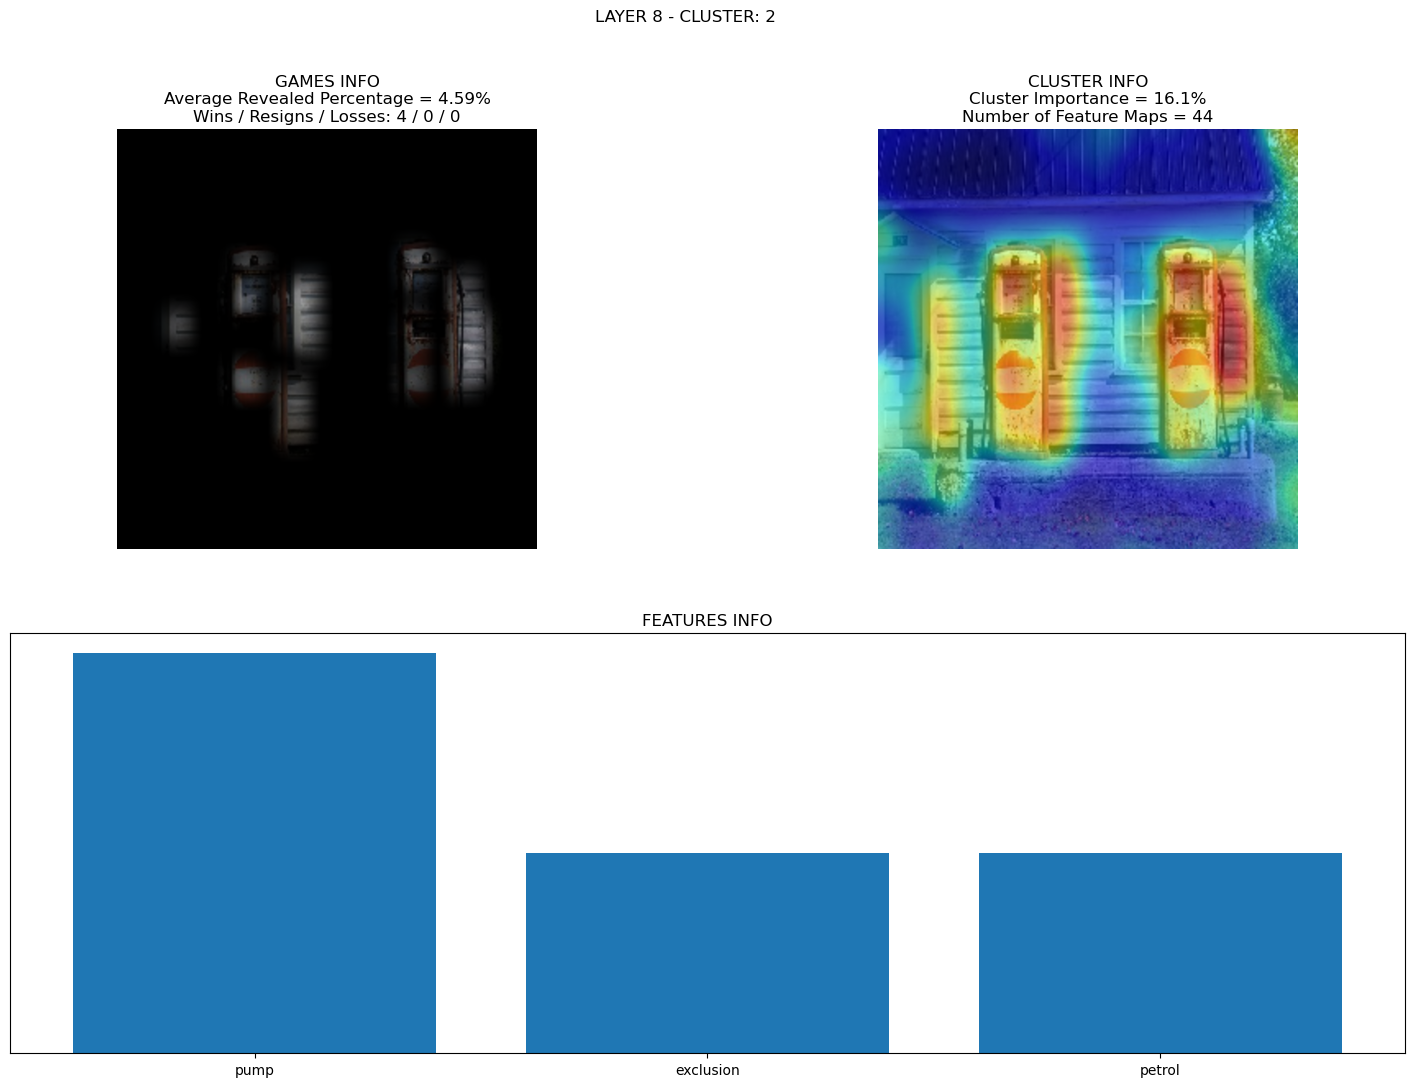 LAYER 8 - CLUSTER: 2
GAMES INFO
Average Revealed Percentage = 4.59%
Wins / Resigns / Losses: 4 / 0 / 0
CLUSTER INFO
Cluster Importance = 16.1%
Number of Feature Maps = 44
FEATURES INFO
pump
exclusion
petrol